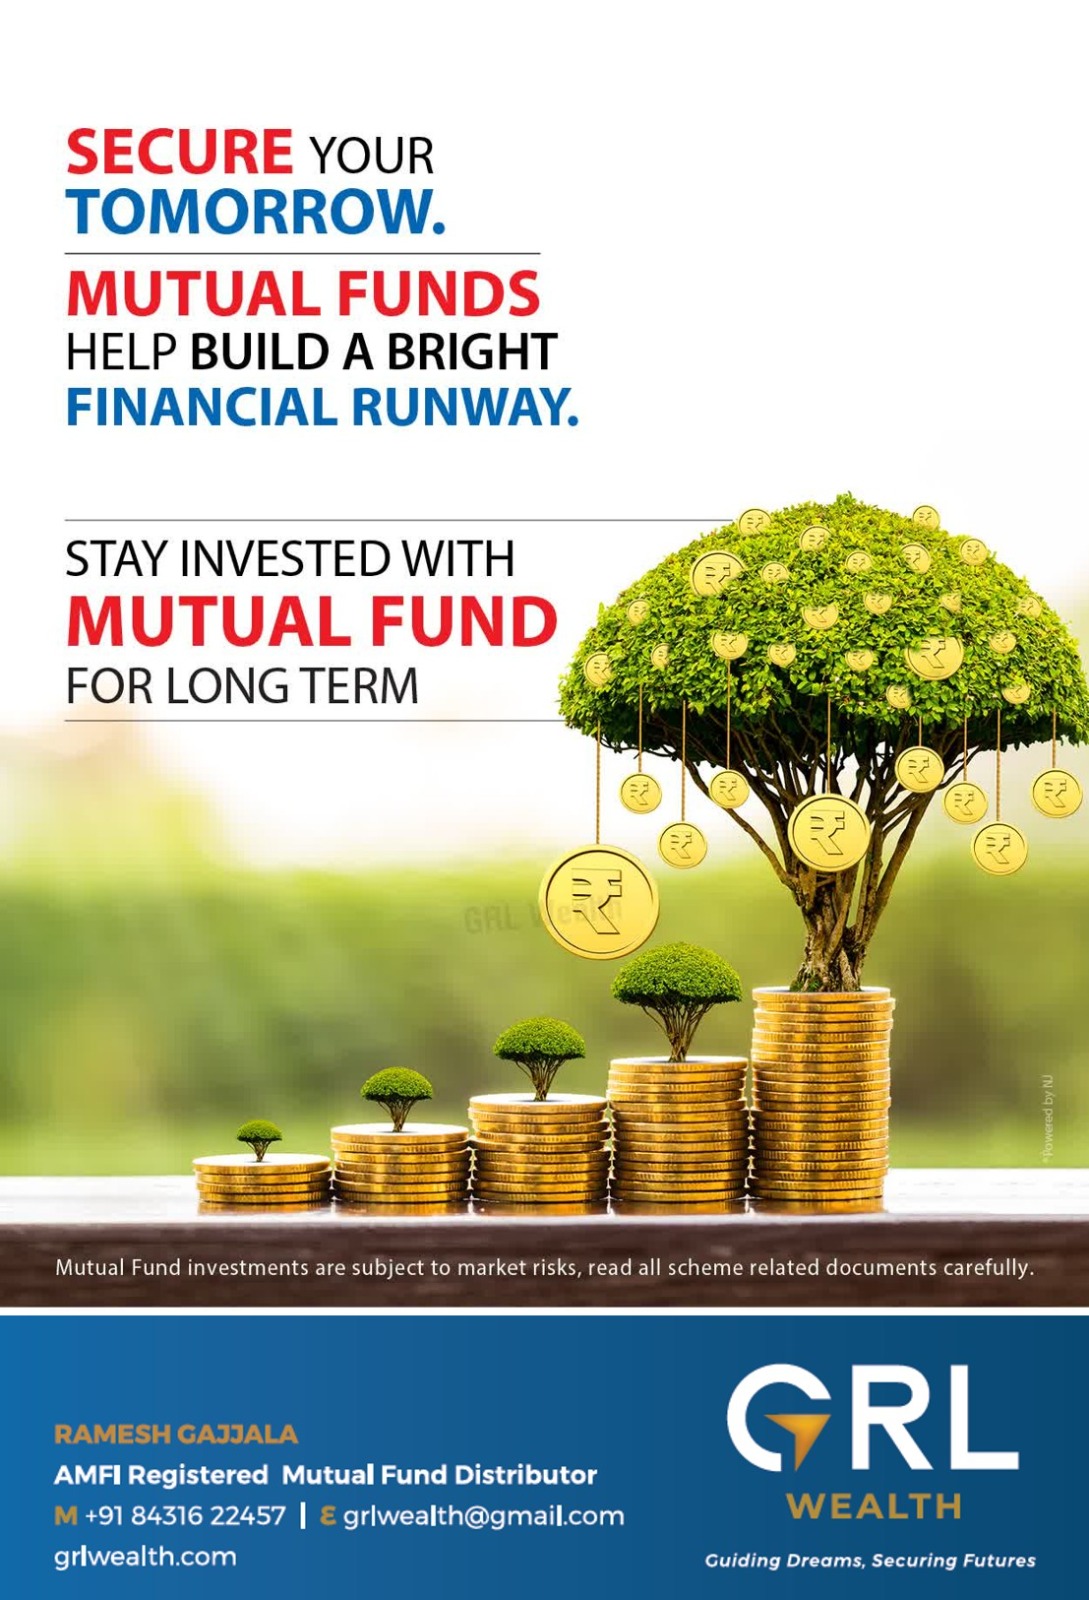 SECURE YOUR
TOMORROW.
MUTUAL FUNDS
HELP BUILD A BRIGHT
FINANCIAL RUNWAY.
STAY INVESTED WITH
MUTUAL FUND
FOR LONG TERM
GRL Wealth
*Powered by NJ
Mutual Fund investments are subject to market risks, read all scheme related documents carefully.
RAMESH GAJJALA
AMFI Registered Mutual Fund Distributor
M +91 84316 22457 | E grlwealth@gmail.com
grlwealth.com
GRL
WEALTH
Guiding Dreams, Securing Futures